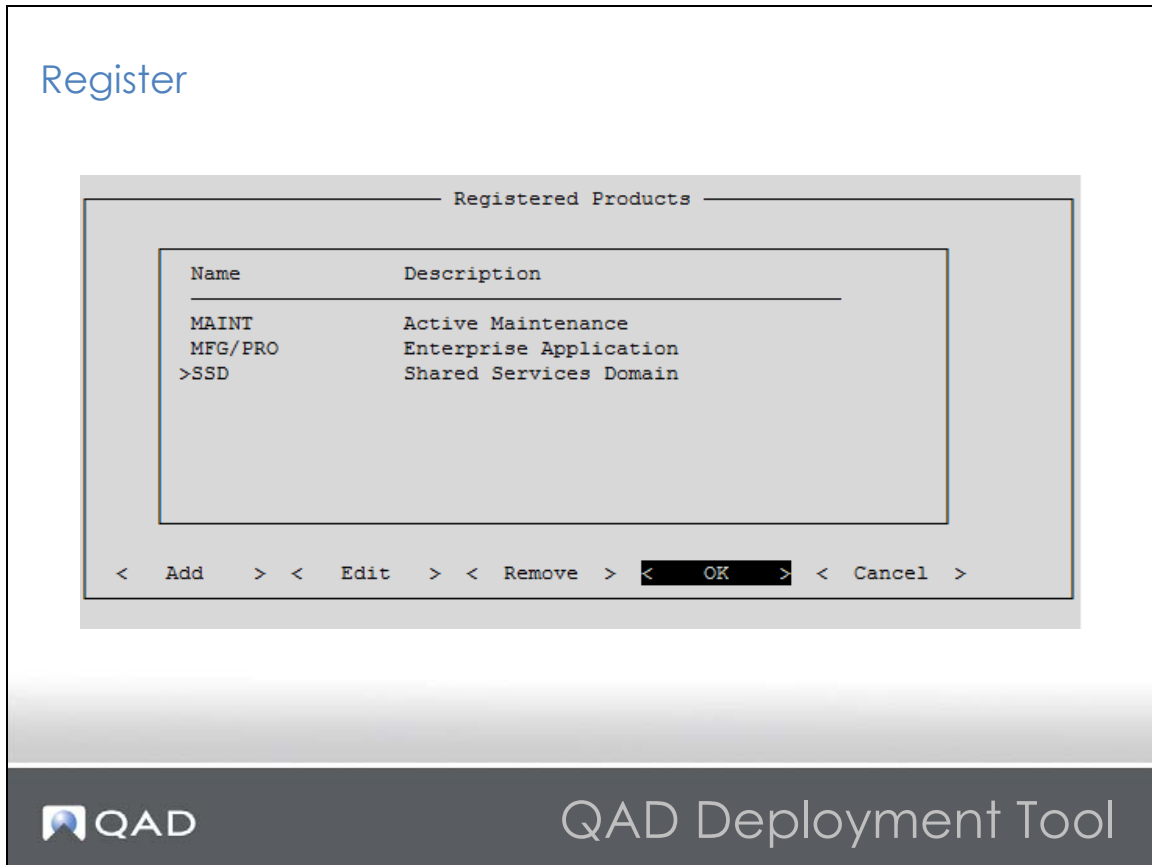 Register
Registered Products
Name Description
MAINT Active Maintenance
MFG/PRO Enterprise Application
>SSD Shared Services Domain
< Add > < Edit > < Remove > < OK > < Cancel >
QAD QAD Deployment Tool